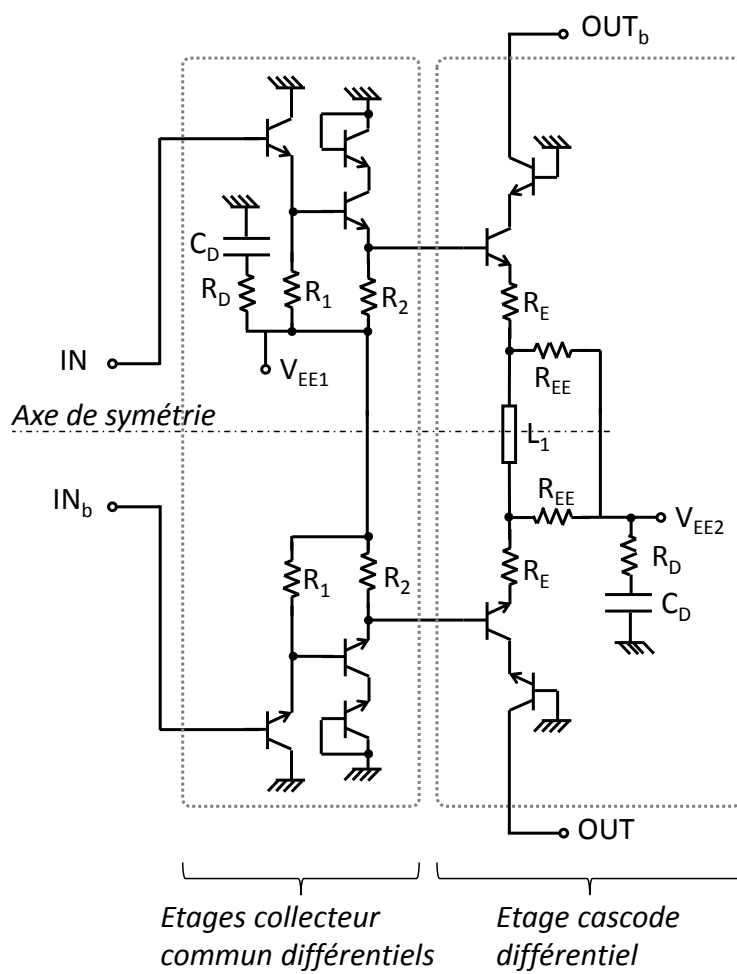 OUT_b
C_D
R_D
R_1
R_2
R_E
IN
V_EE1
R_EE
Axe de symétrie
L_1
IN_b
R_EE
V_EE2
R_1
R_2
R_E
R_D
C_D
OUT
Etages collecteur
commun différentiels
Etage cascode
différentiel